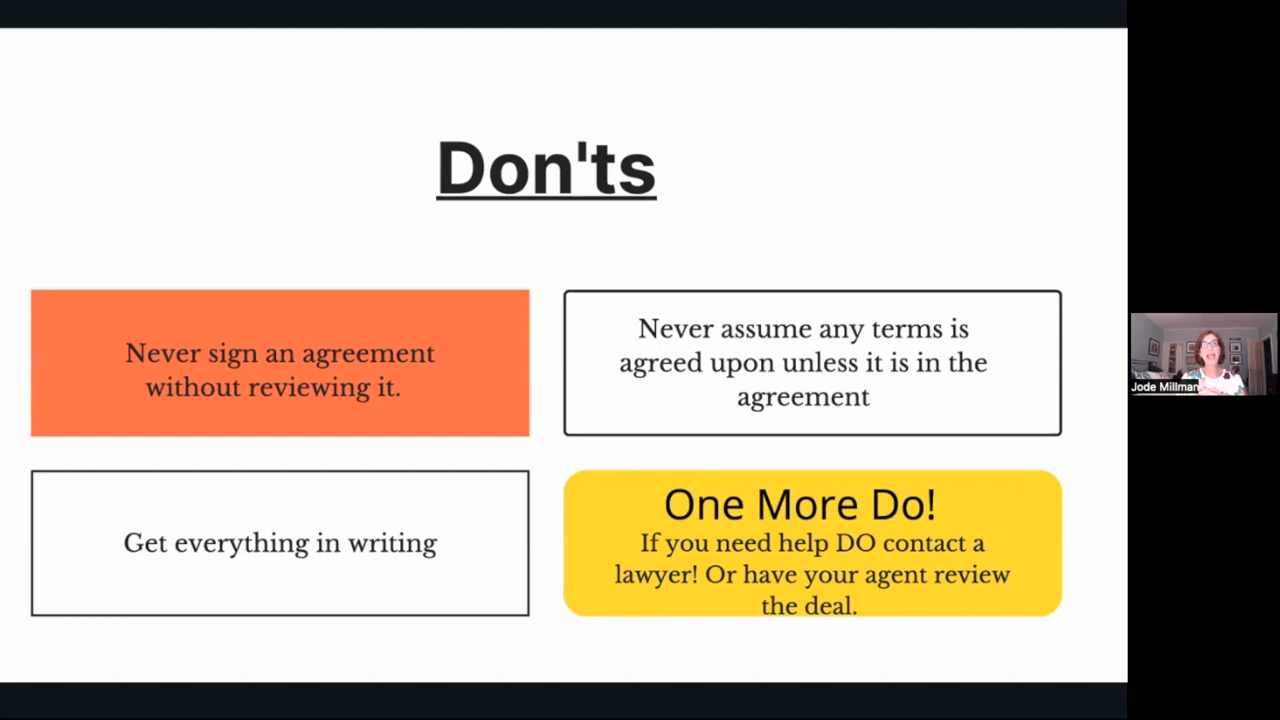 Don'ts
Never sign an agreement
without reviewing it.
Never assume any terms is
agreed upon unless it is in the
agreement
Get everything in writing
One More Do!
If you need help DO contact a
lawyer! Or have your agent review
the deal.
Jode Millman